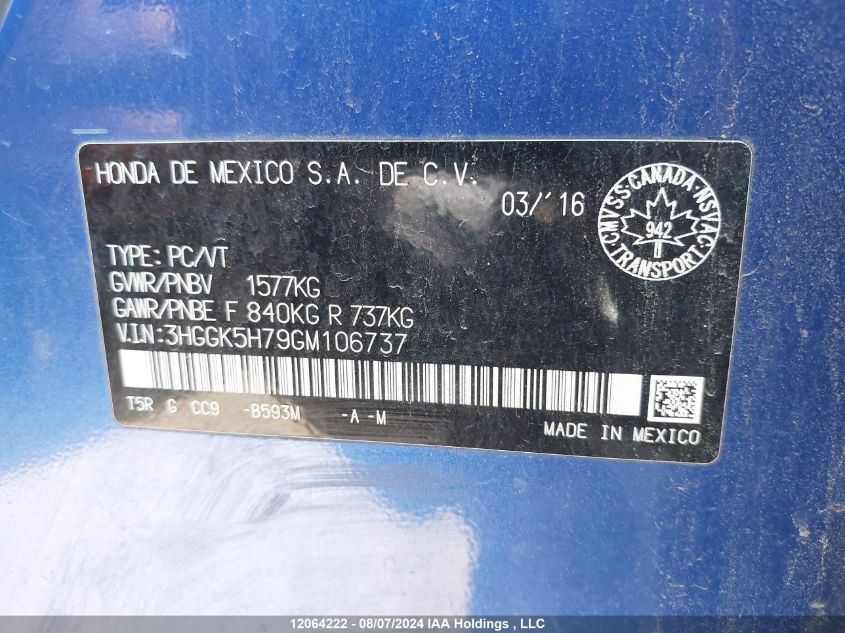 HONDA DE MEXICO S.A. DE C.V.
03/'16
CMVSS·CANADA·NSVAC
942
TRANSPORT
TYPE: PC/VT
GVWR/PNBV 1577KG
GAWR/PNBE F 840KG R 737KG
V.IN:3HGGK5H79GM106737
T5R G CC9 -B593M -A -M
MADE IN MEXICO
12064222 - 08/07/2024 IAA Holdings , LLC